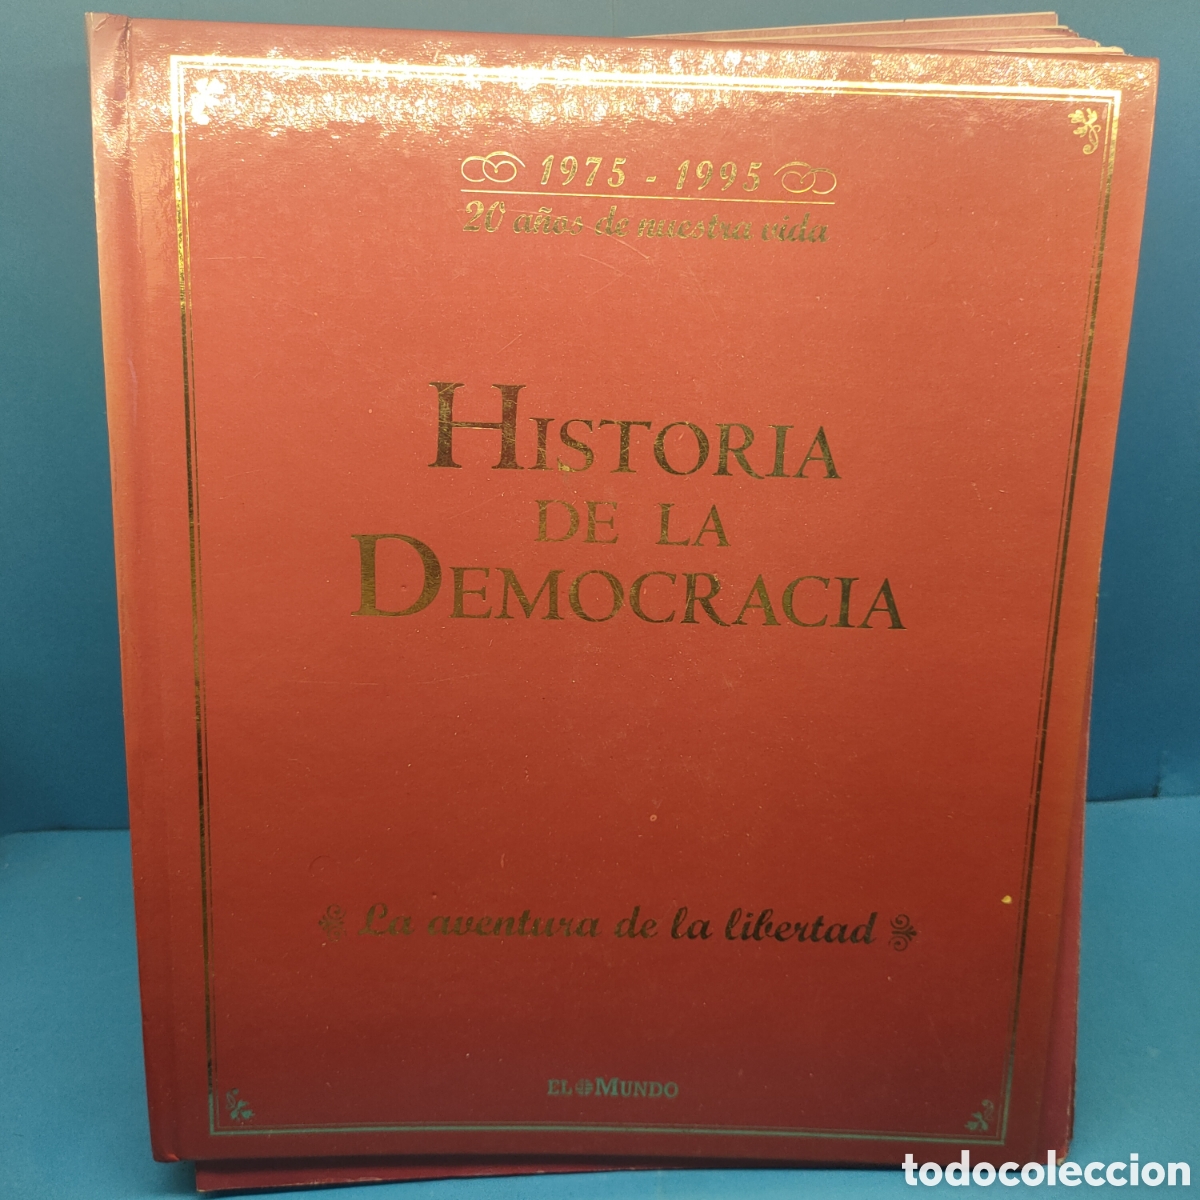 1975 - 1995
20 años de nuestra vida
HISTORIA
DE LA
DEMOCRACIA
La aventura de la libertad
EL MUNDO
todocoleccion